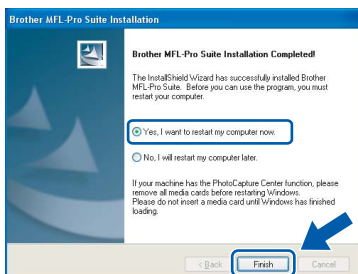 Brother MFL-Pro Suite Installation
Brother MFL-Pro Suite Installation Completed!
The InstallShield Wizard has successfully installed Brother
MFL-Pro Suite. Before you can use the program, you must
restart your computer.
Yes, I want to restart my computer now.
No, I will restart my computer later.
If your machine has the PhotoCapture Center function, please
remove all media cards before restarting Windows.
Please do not insert a media card until Windows has finished
loading.
< Back
Finish
Cancel